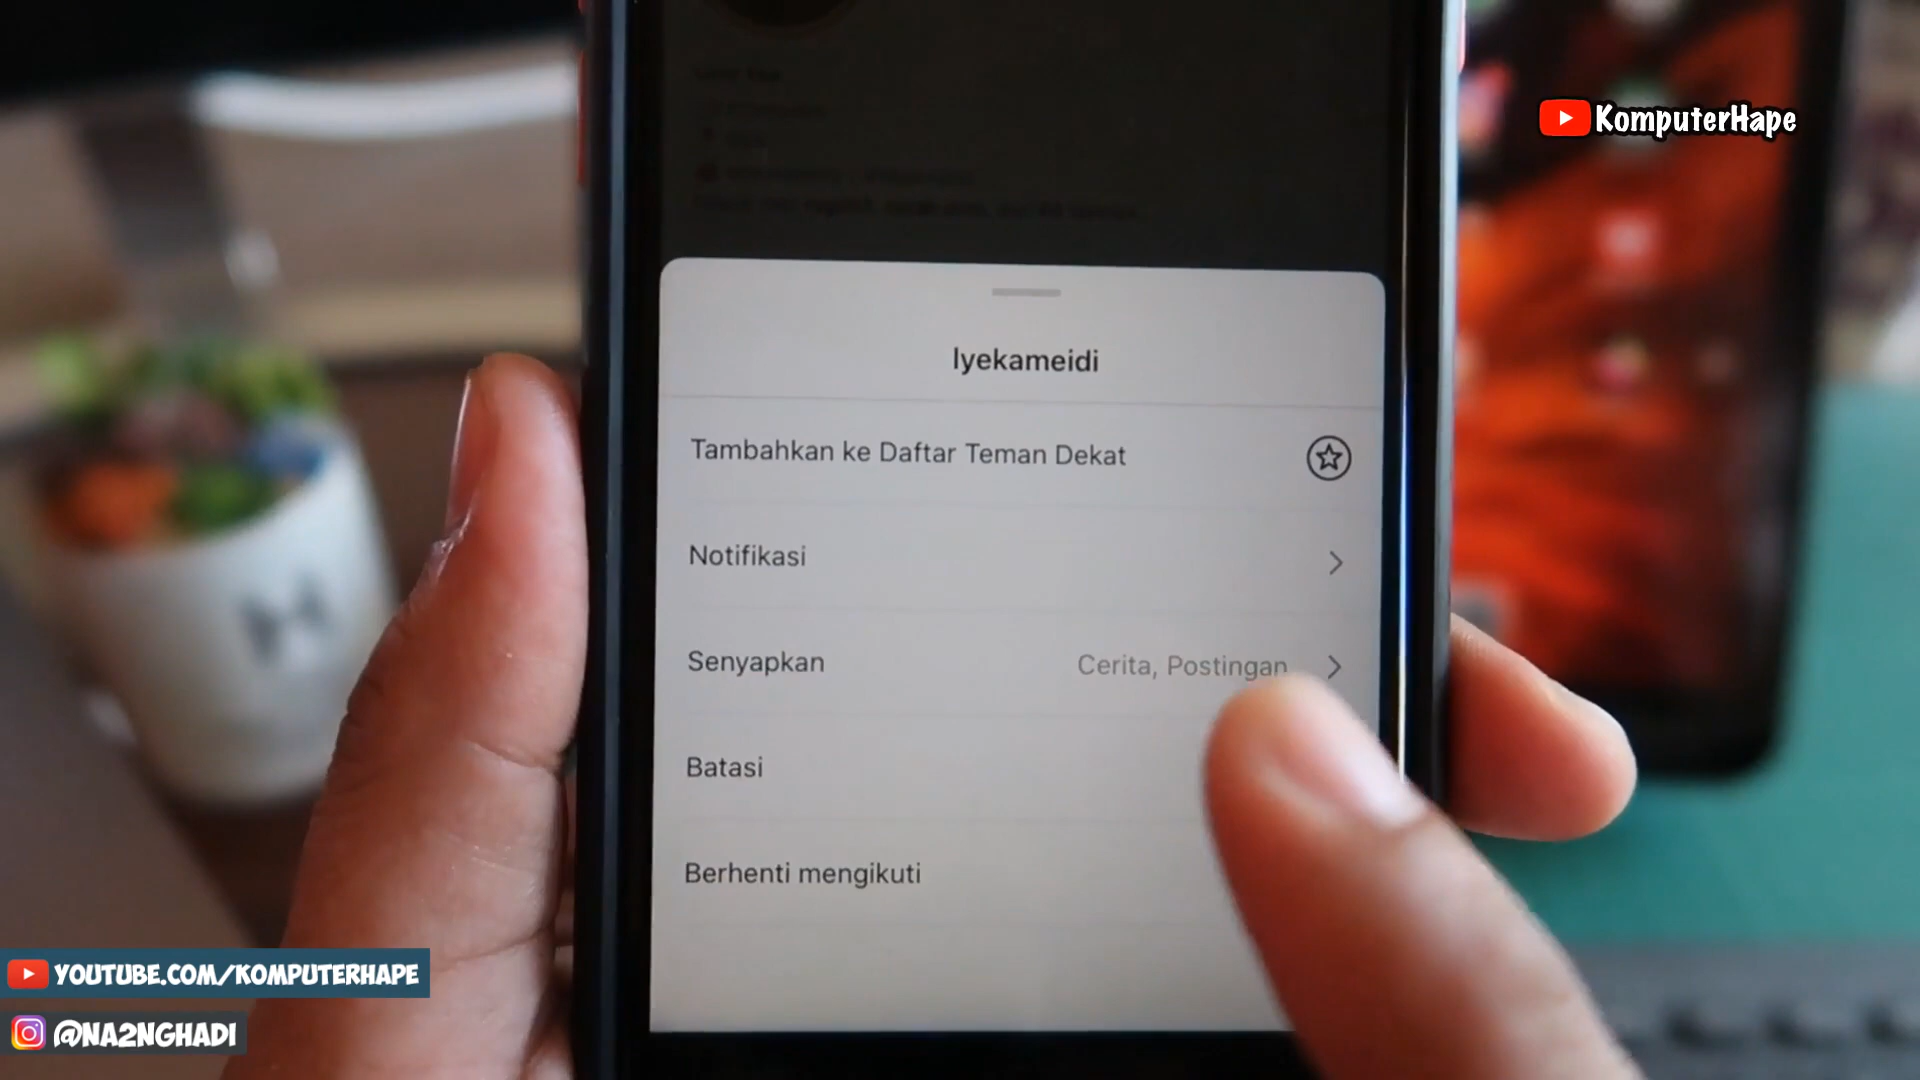 KomputerHape
lyekameidi
Tambahkan ke Daftar Teman Dekat
Notifikasi
Senyapkan
Cerita, Postingan
Batasi
Berhenti mengikuti
YOUTUBE.COM/KOMPUTERHAPE
@NA2NGHADI